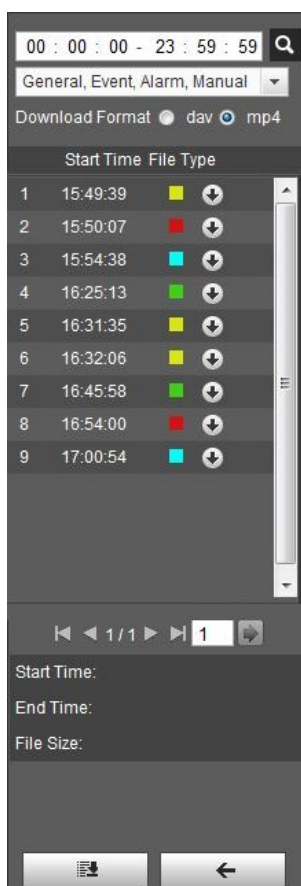 00 : 00 : 00 - 23 : 59 : 59
General, Event, Alarm, Manual
Download Format dav mp4
Start Time File Type
1 15:49:39
2 15:50:07
3 15:54:38
4 16:25:13
5 16:31:35
6 16:32:06
7 16:45:58
8 16:54:00
9 17:00:54
1 / 1 1
Start Time:
End Time:
File Size: